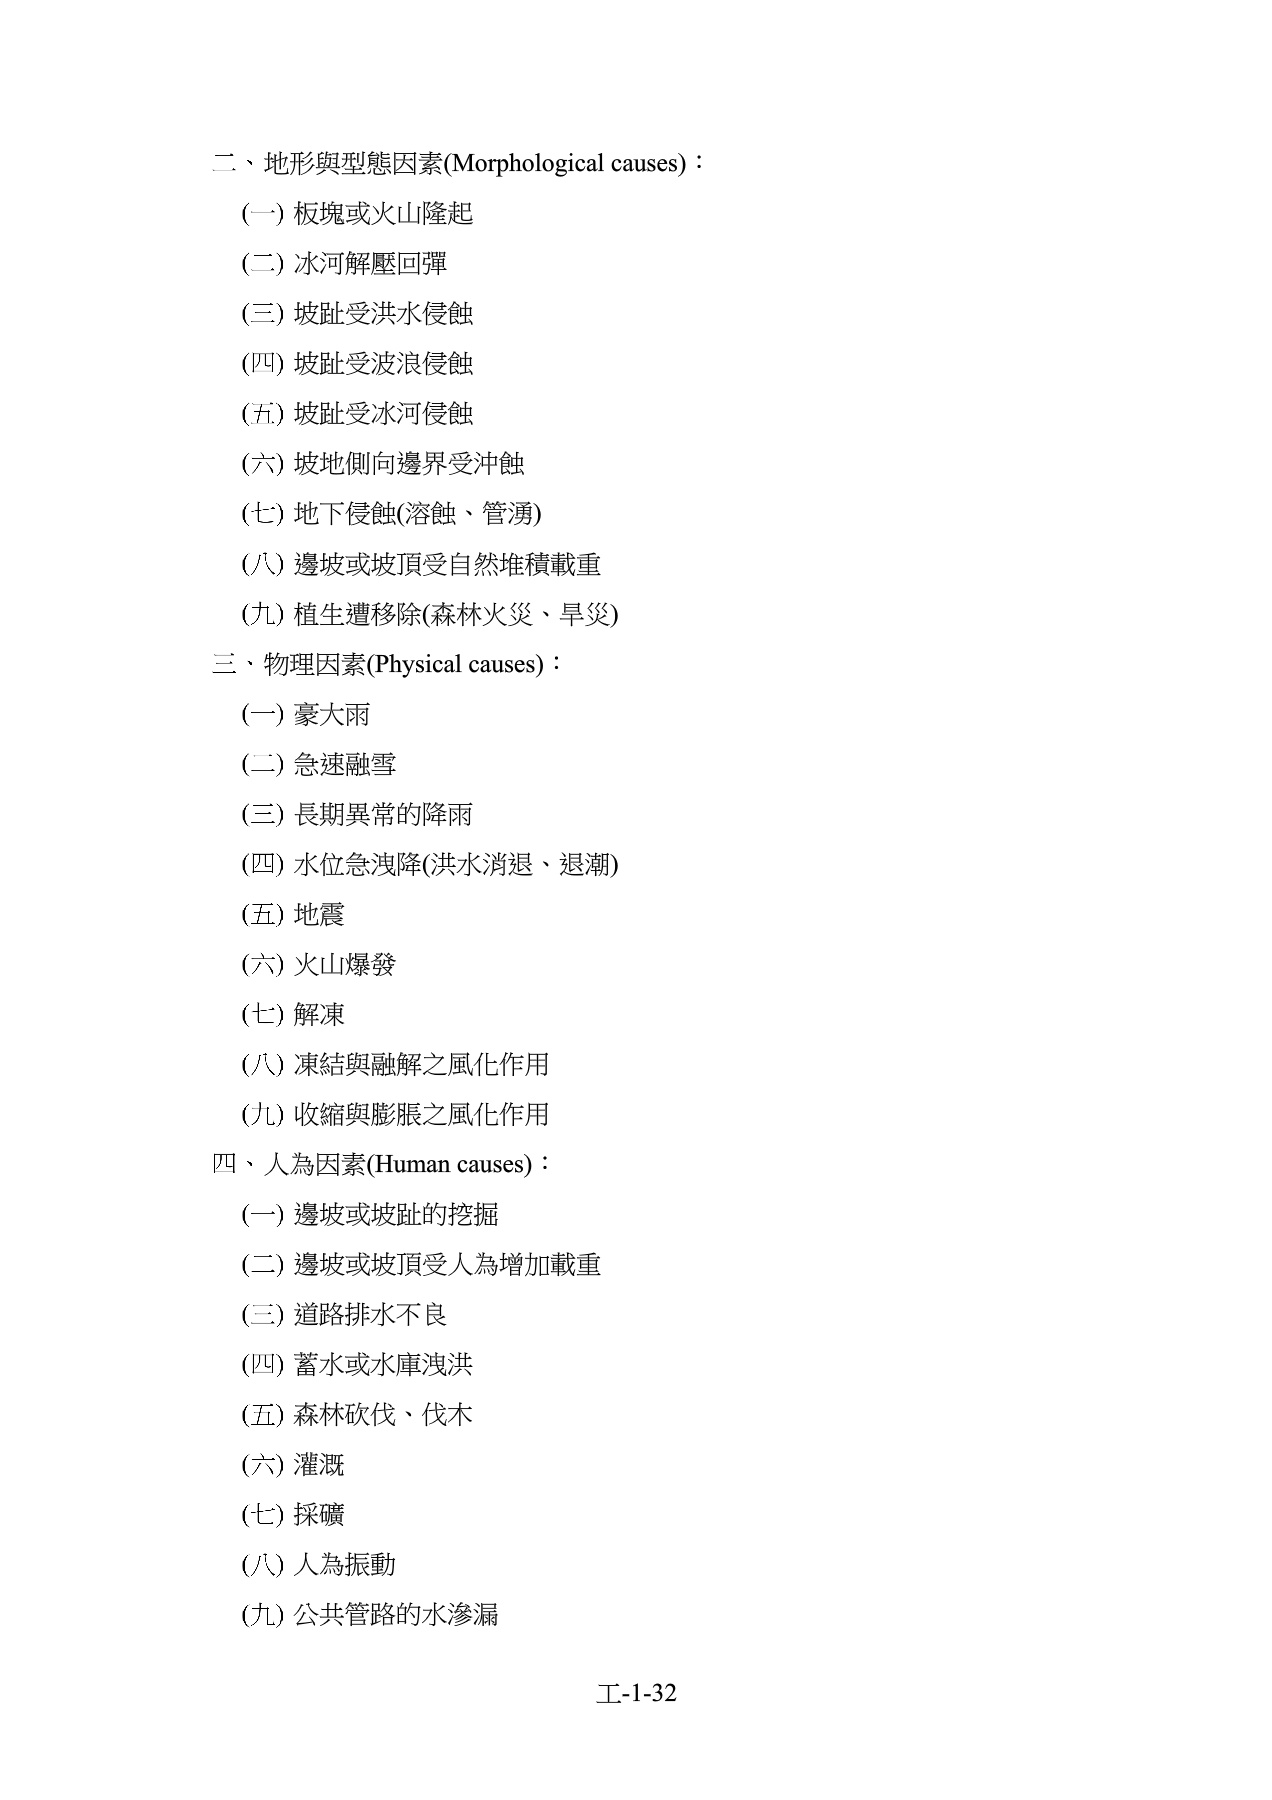 二、地形與型態因素(Morphological causes)：
(一) 板塊或火山隆起
(二) 冰河解壓回彈
(三) 坡趾受洪水侵蝕
(四) 坡趾受波浪侵蝕
(五) 坡趾受冰河侵蝕
(六) 坡地側向邊界受沖蝕
(七) 地下侵蝕(溶蝕、管湧)
(八) 邊坡或坡頂受自然堆積載重
(九) 植生遭移除(森林火災、旱災)
三、物理因素(Physical causes)：
(一) 豪大雨
(二) 急速融雪
(三) 長期異常的降雨
(四) 水位急洩降(洪水消退、退潮)
(五) 地震
(六) 火山爆發
(七) 解凍
(八) 凍結與融解之風化作用
(九) 收縮與膨脹之風化作用
四、人為因素(Human causes)：
(一) 邊坡或坡趾的挖掘
(二) 邊坡或坡頂受人為增加載重
(三) 道路排水不良
(四) 蓄水或水庫洩洪
(五) 森林砍伐、伐木
(六) 灌溉
(七) 採礦
(八) 人為振動
(九) 公共管路的水滲漏
工-1-32